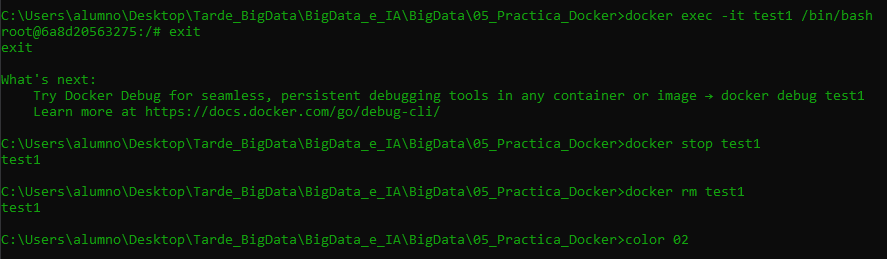 C:\Users\alumno\Desktop\Tarde_BigData\BigData_e_IA\BigData\05_Practica_Docker>docker exec -it test1 /bin/bash
root@6a8d20563275:/# exit
exit
What's next:
Try Docker Debug for seamless, persistent debugging tools in any container or image → docker debug test1
Learn more at https://docs.docker.com/go/debug-cli/
C:\Users\alumno\Desktop\Tarde_BigData\BigData_e_IA\BigData\05_Practica_Docker>docker stop test1
test1
C:\Users\alumno\Desktop\Tarde_BigData\BigData_e_IA\BigData\05_Practica_Docker>docker rm test1
test1
C:\Users\alumno\Desktop\Tarde_BigData\BigData_e_IA\BigData\05_Practica_Docker>color 02